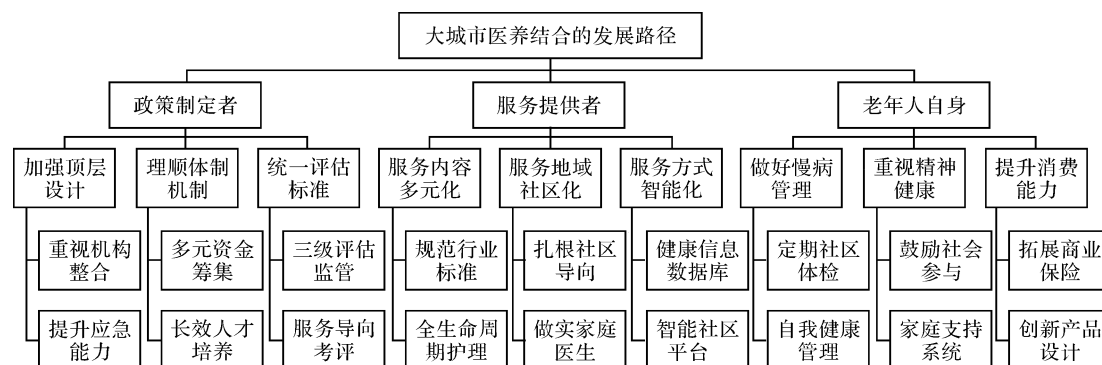 大城市医养结合的发展路径
政策制定者
服务提供者
老年人自身
加强顶层
设计
理顺体制
机制
统一评估
标准
服务内容
多元化
服务地域
社区化
服务方式
智能化
做好慢病
管理
重视精神
健康
提升消费
能力
重视机构
整合
多元资金
筹集
三级评估
监管
规范行业
标准
扎根社区
导向
健康信息
数据库
定期社区
体检
鼓励社会
参与
拓展商业
保险
提升应急
能力
长效人才
培养
服务导向
考评
全生命周
期护理
做实家庭
医生
智能社区
平台
自我健康
管理
家庭支持
系统
创新产品
设计